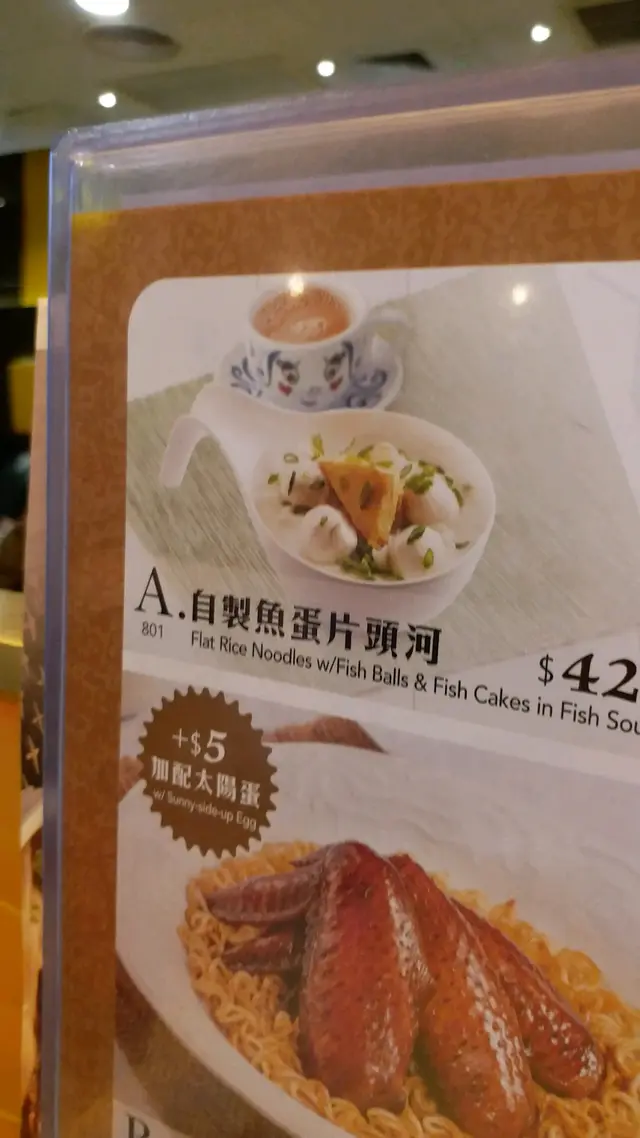 A.自製魚蛋片頭河
801
Flat Rice Noodles w/Fish Balls & Fish Cakes in Fish Sou
$42
+$5
加配太陽蛋
w/ Sunny-side-up Egg
B